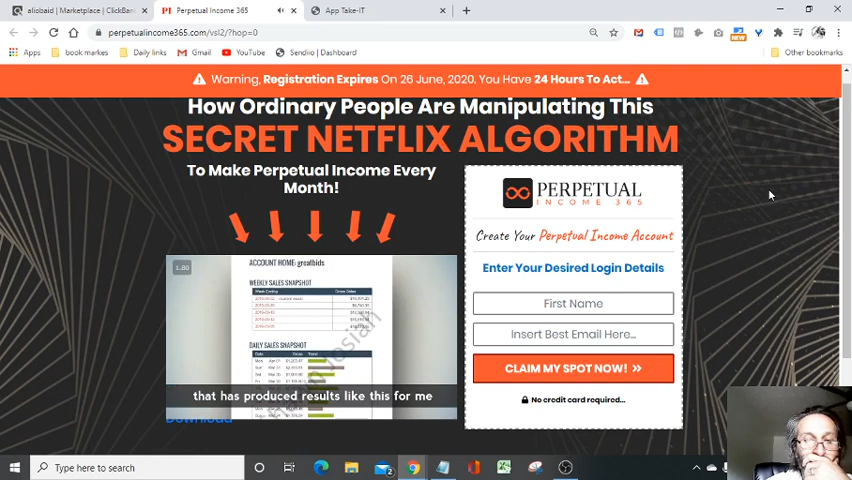 aliobaid | Marketplace | ClickBan
Perpetual Income 365
App Take-IT
perpetualincome365.com/vsl2/?hop=0
Apps
book markes
Daily links
Gmail
YouTube
Sendiio | Dashboard
Other bookmarks
Warning, Registration Expires On 26 June, 2020. You Have 24 Hours To Act...
How Ordinary People Are Manipulating This
SECRET NETFLIX ALGORITHM
To Make Perpetual Income Every
Month!
PERPETUAL
INCOME 365
Create Your Perpetual Income Account
Enter Your Desired Login Details
First Name
Insert Best Email Here...
CLAIM MY SPOT NOW! »
No credit card required...
1.80
ACCOUNT HOME: greatbids
WEEKLY SALES SNAPSHOT
DAILY SALES SNAPSHOT
that has produced results like this for me
Download
Type here to search